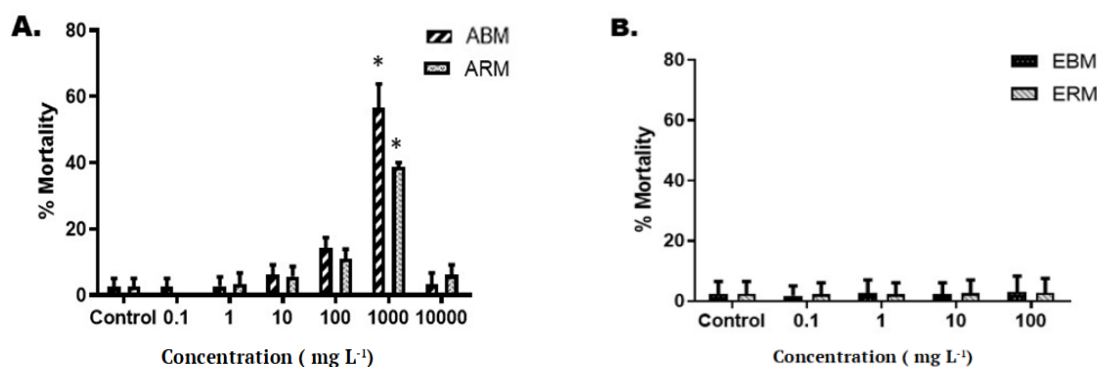 A.
80
60
40
20
0
% Mortality
ABM
ARM
*
*
Control 0.1 1 10 100 1000 10000
Concentration ( mg L-1)
B.
80
60
40
20
0
% Mortality
EBM
ERM
Control 0.1 1 10 100
Concentration ( mg L-1)